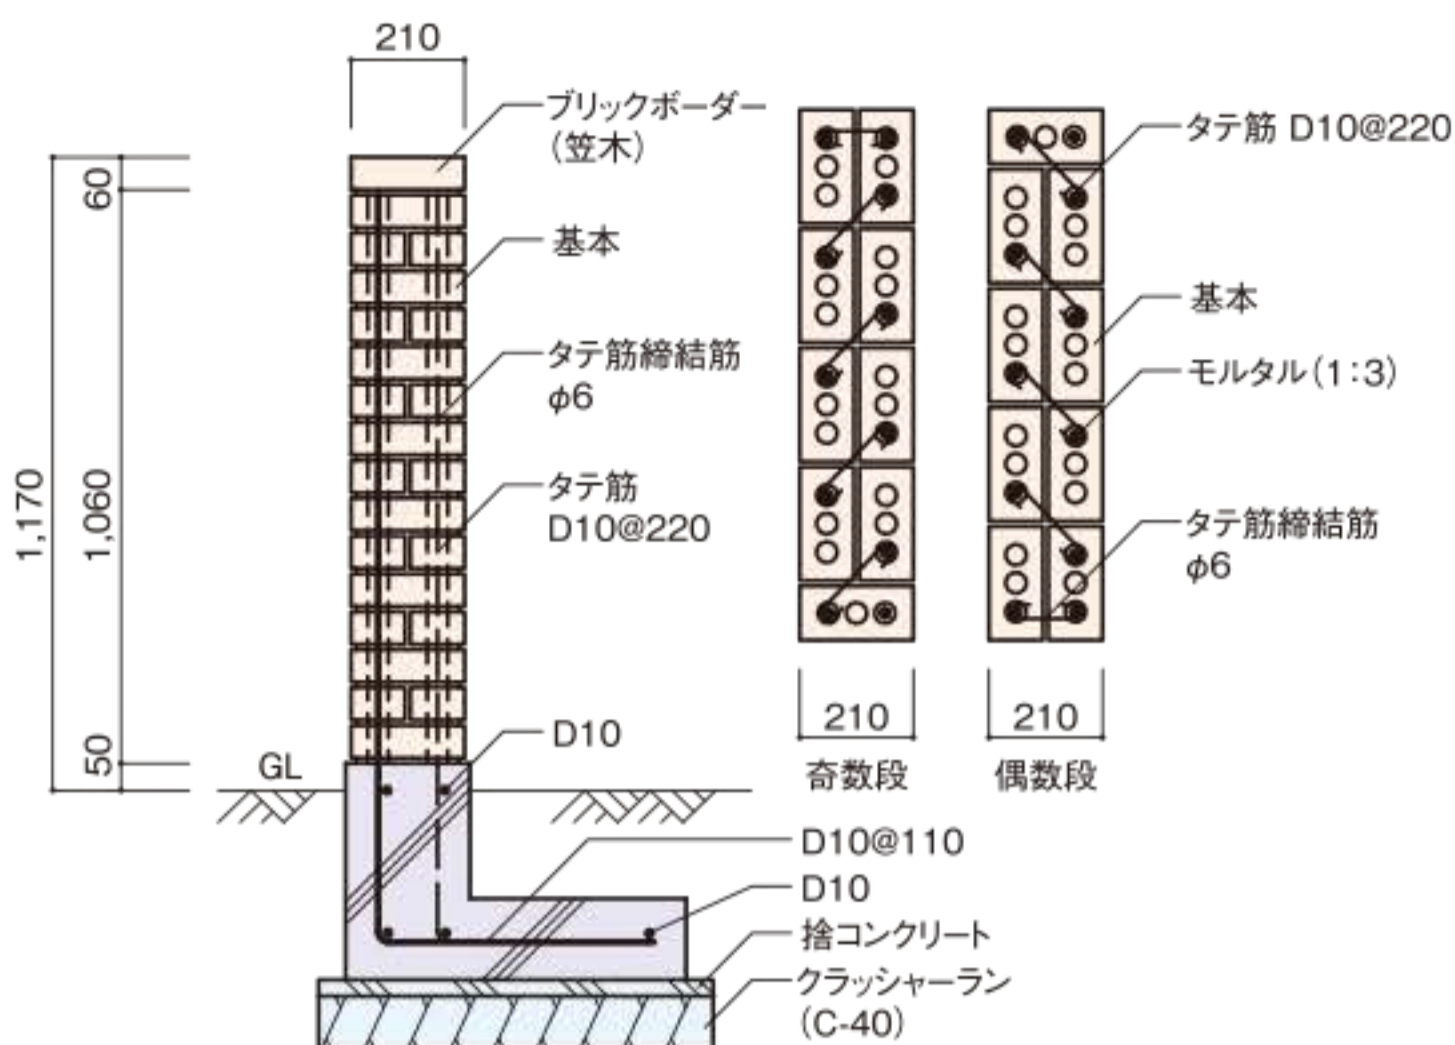 210
ブリックボーダー
(笠木)
60
基本
タテ筋締結筋
φ6
1,170
1,060
タテ筋
D10@220
50
GL
D10
D10@110
D10
捨コンクリート
クラッシャーラン
(C-40)
タテ筋 D10@220
基本
モルタル(1:3)
タテ筋締結筋
φ6
210
奇数段
210
偶数段